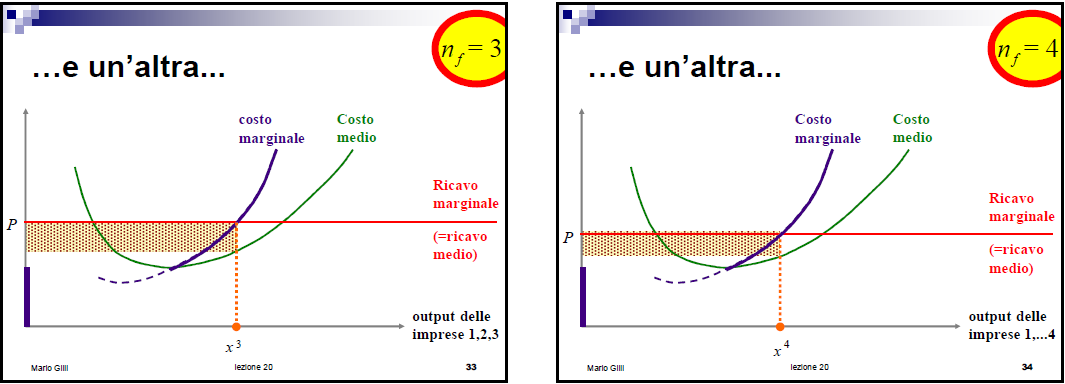 …e un'altra...
n_f = 3
costo
marginale
Costo
medio
Ricavo
marginale
P
(=ricavo
medio)
output delle
imprese 1,2,3
x³
Mario Gilli
lezione 20
33
…e un'altra...
n_f = 4
Costo
marginale
Costo
medio
Ricavo
marginale
P
(=ricavo
medio)
output delle
imprese 1,...4
x⁴
Mario Gilli
lezione 20
34